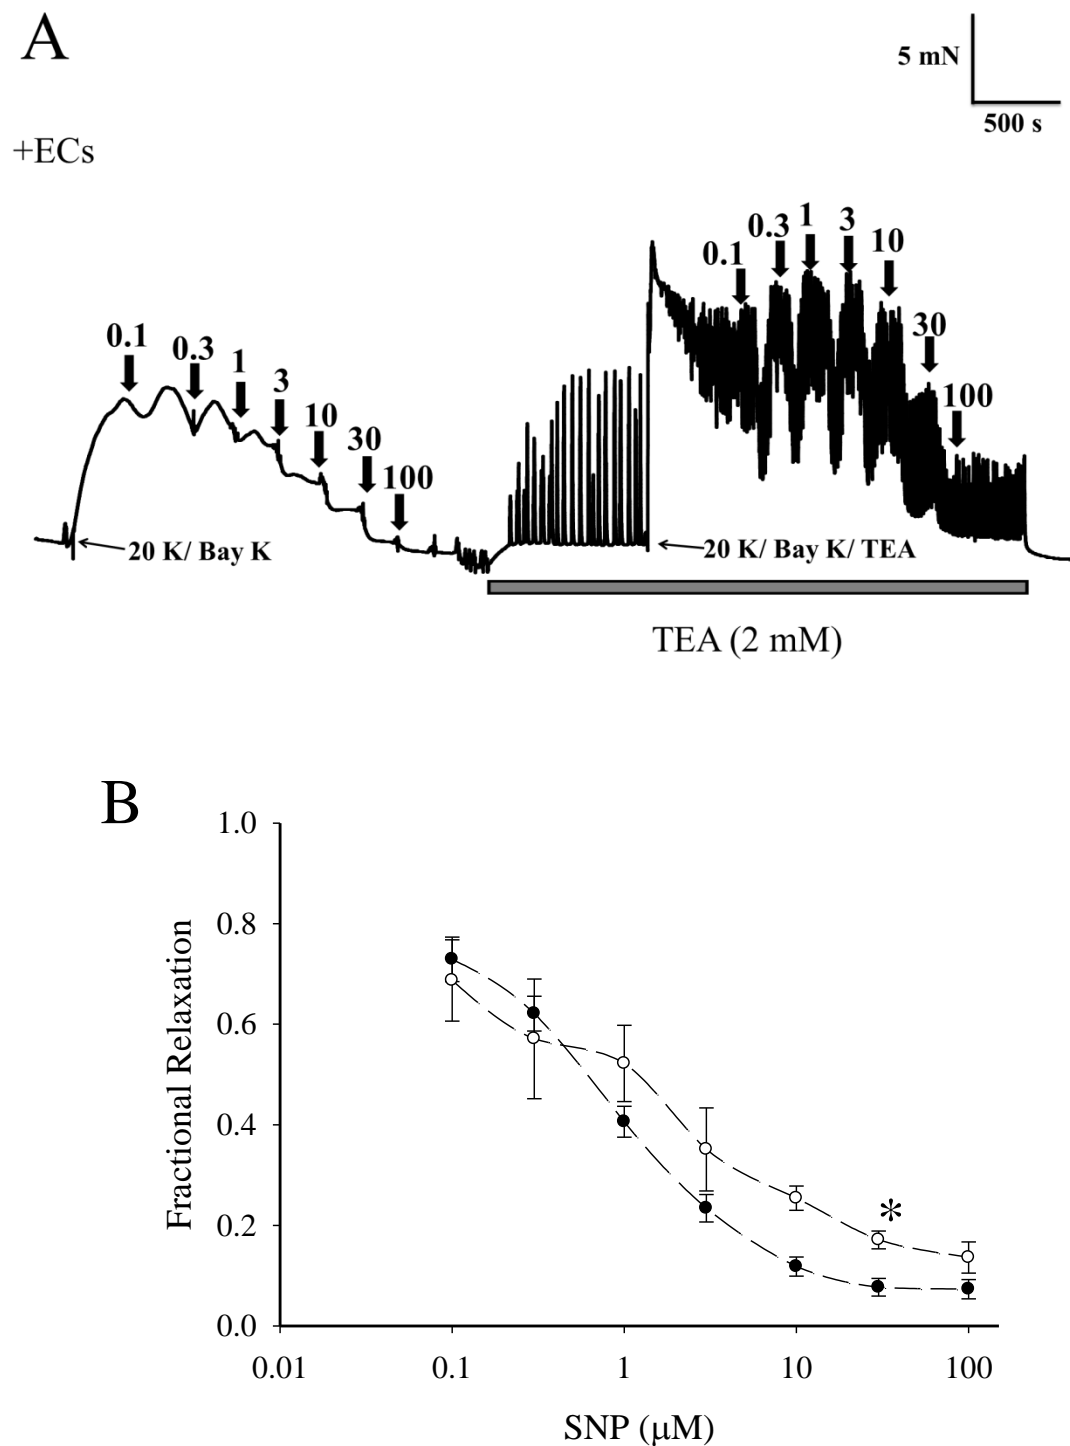 A
5 mN
500 s
+ECs
0.1 0.3 1 3 10 30 100
0.1 0.3 1 3 10 30 100
20 K/ Bay K
20 K/ Bay K/ TEA
TEA (2 mM)
B
1.0
0.8
0.6
0.4
0.2
0.0
Fractional Relaxation
*
0.01 0.1 1 10 100
SNP (μM)